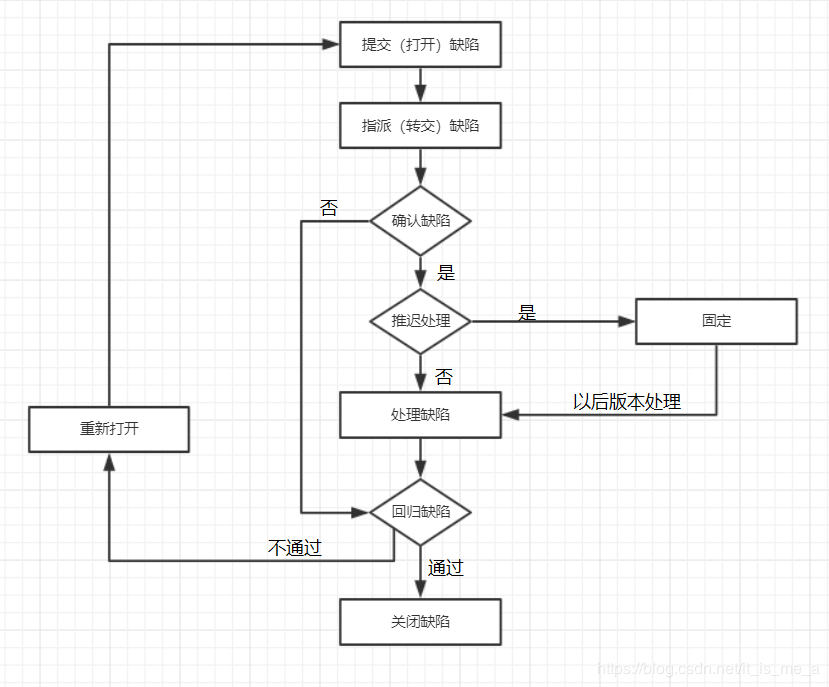 提交（打开）缺陷
指派（转交）缺陷
否
确认缺陷
是
推迟处理
是
固定
否
以后版本处理
处理缺陷
重新打开
回归缺陷
不通过
通过
关闭缺陷
https://blog.csdn.net/it_is_me_a